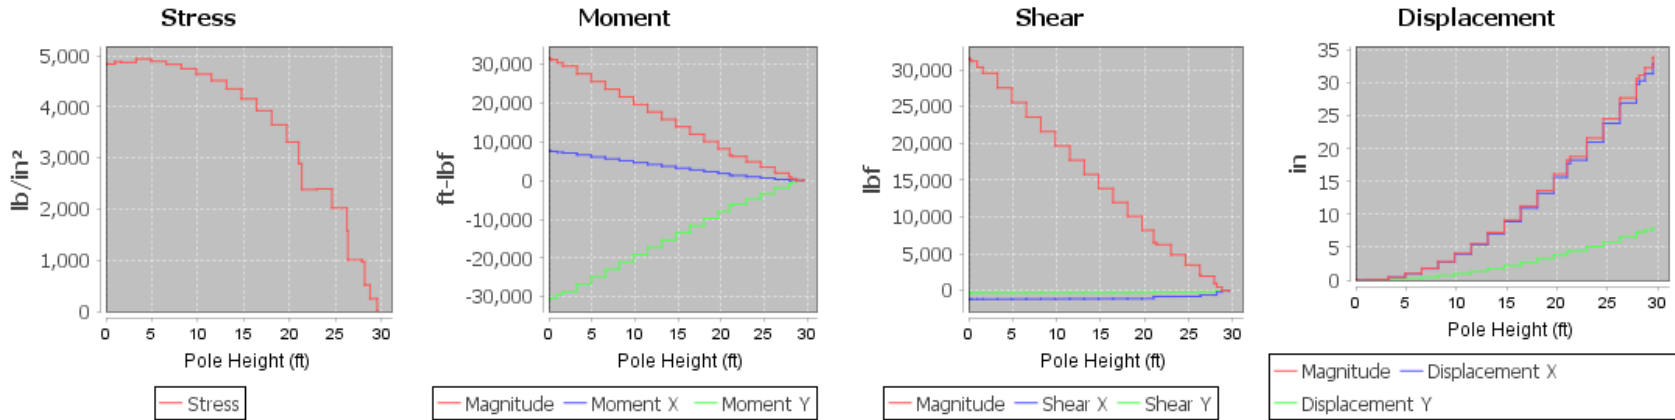 Stress
5,000
4,000
3,000
2,000
1,000
0
lb/in²
0 5 10 15 20 25 30
Pole Height (ft)
Stress
Moment
30,000
20,000
10,000
0
-10,000
-20,000
-30,000
ft-lbf
0 5 10 15 20 25 30
Pole Height (ft)
Magnitude Moment X Moment Y
Shear
30,000
25,000
20,000
15,000
10,000
5,000
0
lbf
0 5 10 15 20 25 30
Pole Height (ft)
Magnitude Shear X Shear Y
Displacement
35
30
25
20
15
10
5
0
in
0 5 10 15 20 25 30
Pole Height (ft)
Magnitude Displacement X
Displacement Y